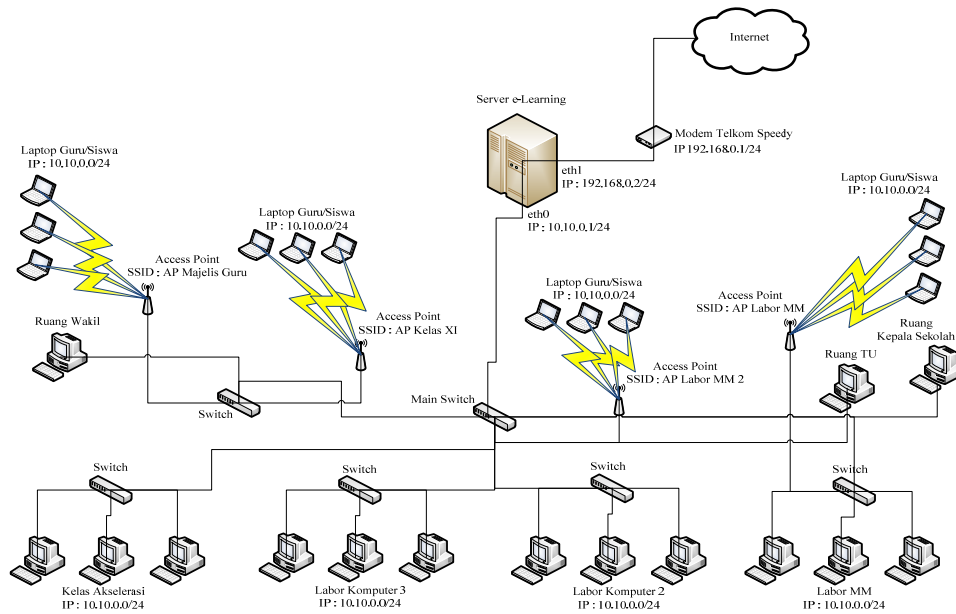 Internet
Server e-Learning
Modem Telkom Speedy
IP 192.168.0.1/24
eth1
IP : 192.168.0.2/24
eth0
IP : 10.10.0.1/24
Laptop Guru/Siswa
IP : 10.10.0.0/24
Access Point
SSID : AP Majelis Guru
Laptop Guru/Siswa
IP : 10.10.0.0/24
Access Point
SSID : AP Kelas XI
Laptop Guru/Siswa
IP : 10.10.0.0/24
Access Point
SSID : AP Labor MM 2
Laptop Guru/Siswa
IP : 10.10.0.0/24
Access Point
SSID : AP Labor MM
Ruang
Kepala Sekolah
Ruang TU
Ruang Wakil
Switch
Main Switch
Switch
Switch
Switch
Switch
Kelas Akselerasi
IP : 10.10.0.0/24
Labor Komputer 3
IP : 10.10.0.0/24
Labor Komputer 2
IP : 10.10.0.0/24
Labor MM
IP : 10.10.0.0/24